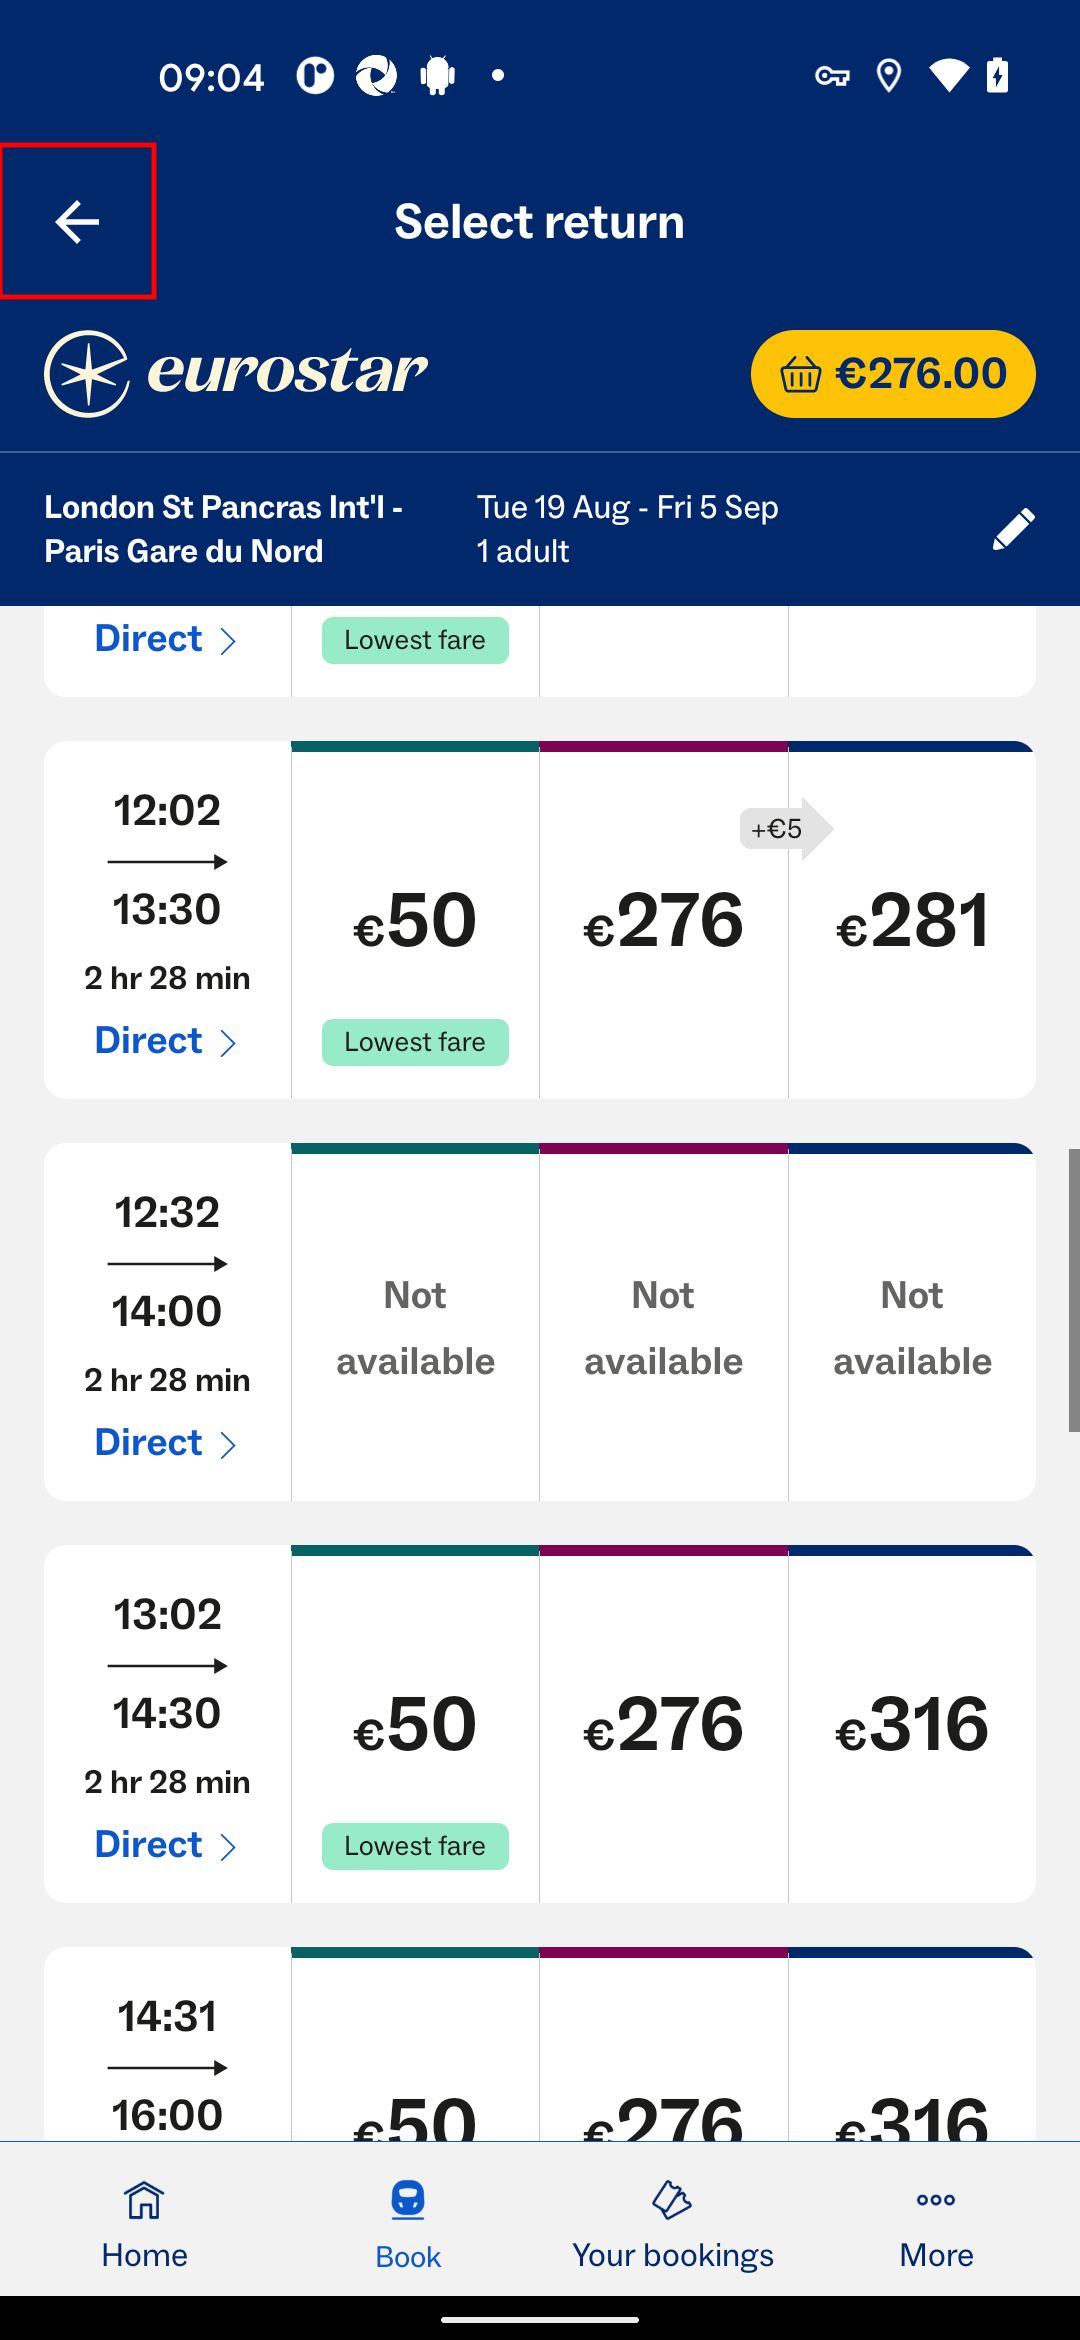 09:04
Select return
eurostar
€276.00
London St Pancras Int'l -
Paris Gare du Nord
Tue 19 Aug - Fri 5 Sep
1 adult
Direct
Lowest fare
12:02
13:30
2 hr 28 min
Direct
€50
Lowest fare
€276
+€5
€281
12:32
14:00
2 hr 28 min
Direct
Not
available
Not
available
Not
available
13:02
14:30
2 hr 28 min
Direct
€50
Lowest fare
€276
€316
14:31
16:00
€50
€276
€316
Home
Book
Your bookings
More